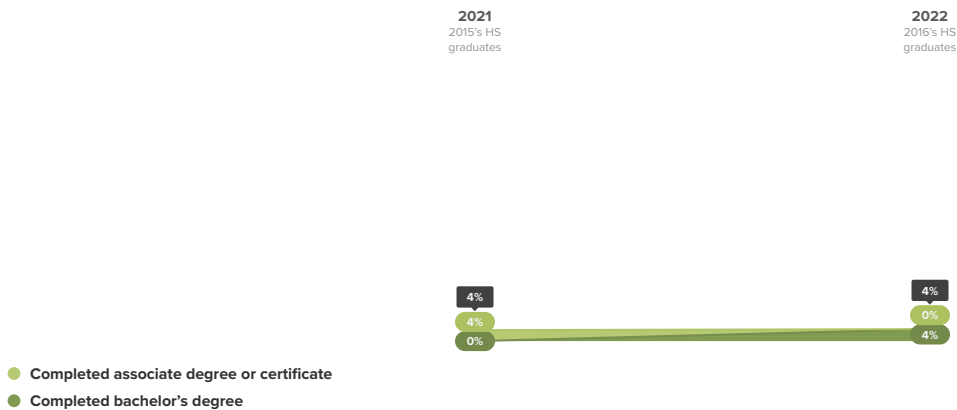 2021
2015's HS
graduates
2022
2016's HS
graduates
4%
4%
0%
4%
0%
4%
Completed associate degree or certificate
Completed bachelor's degree